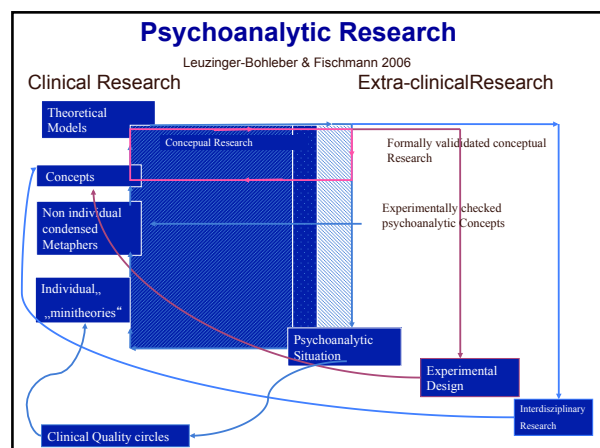 Psychoanalytic Research
Leuzinger-Bohleber & Fischmann 2006
Clinical Research
Extra-clinicalResearch
Theoretical
Models
Concepual Research
Formally valididated conceptual
Research
Concepts
Non individual
condensed
Metaphers
Experimentally checked
psychoanalytic Concepts
Individual„
„minitheories“
Psychoanalytic
Situation
Experimental
Design
Interdisziplinary
Research
Clinical Quality circles